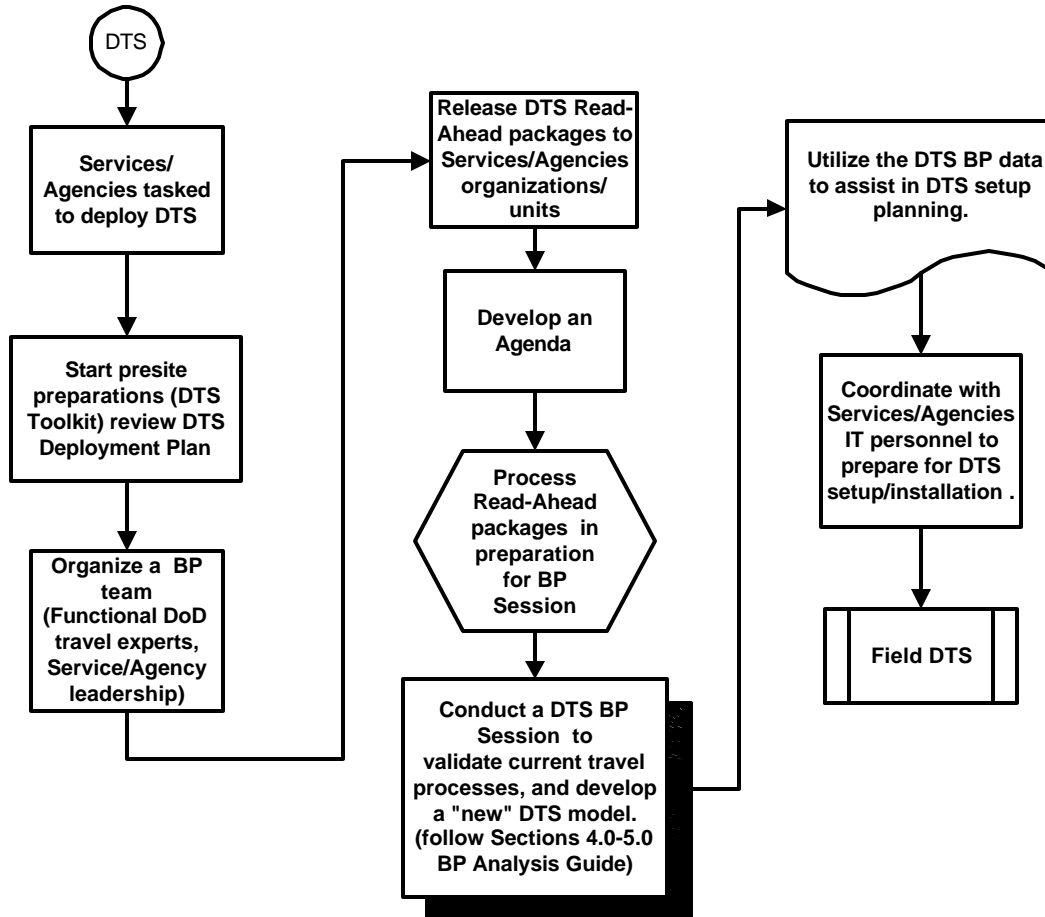 DTS
Services/
Agencies tasked
to deploy DTS
Start presite
preparations (DTS
Toolkit) review DTS
Deployment Plan
Organize a BP
team
(Functional DoD
travel experts,
Service/Agency
leadership)
Release DTS Read-
Ahead packages to
Services/Agencies
organizations/
units
Develop an
Agenda
Process
Read-Ahead
packages in
preparation
for BP
Session
Conduct a DTS BP
Session to
validate current travel
processes, and develop
a "new" DTS model.
(follow Sections 4.0-5.0
BP Analysis Guide)
Utilize the DTS BP data
to assist in DTS setup
planning.
Coordinate with
Services/Agencies
IT personnel to
prepare for DTS
setup/installation .
Field DTS